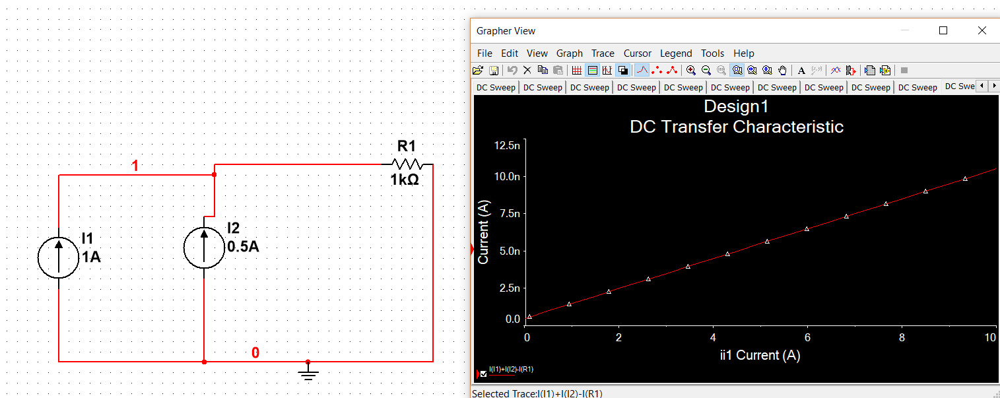 1
R1
1kΩ
I1
1A
I2
0.5A
0
Grapher View
File Edit View Graph Trace Cursor Legend Tools Help
A
DC Sweep DC Sweep DC Sweep DC Sweep DC Sweep DC Sweep DC Sweep DC Sweep DC Sweep DC Sweep DC Swe
Design1
DC Transfer Characteristic
Current (A)
12.5n
10.0n
7.5n
5.0n
2.5n
0.0
0 2 4 6 8 10
ii1 Current (A)
I(I1)+I(I2)-I(R1)
Selected Trace:I(I1)+I(I2)-I(R1)